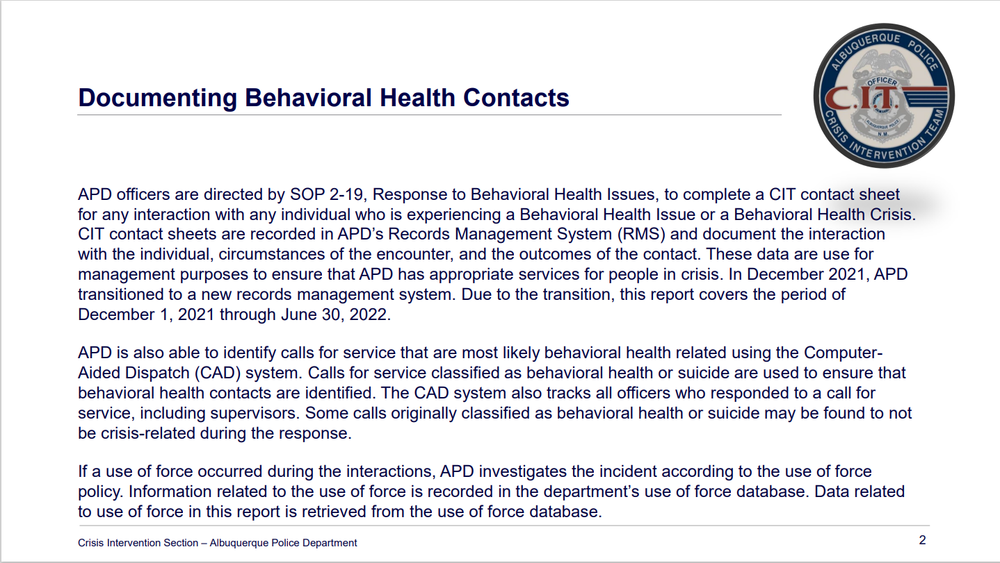 ALBUQUERQUE POLICE
OFFICER
C.I.T.
ALBUQUERQUE POLICE
N.M.
CRISIS INTERVENTION TEAM
Documenting Behavioral Health Contacts
APD officers are directed by SOP 2-19, Response to Behavioral Health Issues, to complete a CIT contact sheet
for any interaction with any individual who is experiencing a Behavioral Health Issue or a Behavioral Health Crisis.
CIT contact sheets are recorded in APD’s Records Management System (RMS) and document the interaction
with the individual, circumstances of the encounter, and the outcomes of the contact. These data are use for
management purposes to ensure that APD has appropriate services for people in crisis. In December 2021, APD
transitioned to a new records management system. Due to the transition, this report covers the period of
December 1, 2021 through June 30, 2022.
APD is also able to identify calls for service that are most likely behavioral health related using the Computer-
Aided Dispatch (CAD) system. Calls for service classified as behavioral health or suicide are used to ensure that
behavioral health contacts are identified. The CAD system also tracks all officers who responded to a call for
service, including supervisors. Some calls originally classified as behavioral health or suicide may be found to not
be crisis-related during the response.
If a use of force occurred during the interactions, APD investigates the incident according to the use of force
policy. Information related to the use of force is recorded in the department’s use of force database. Data related
to use of force in this report is retrieved from the use of force database.
Crisis Intervention Section – Albuquerque Police Department
2